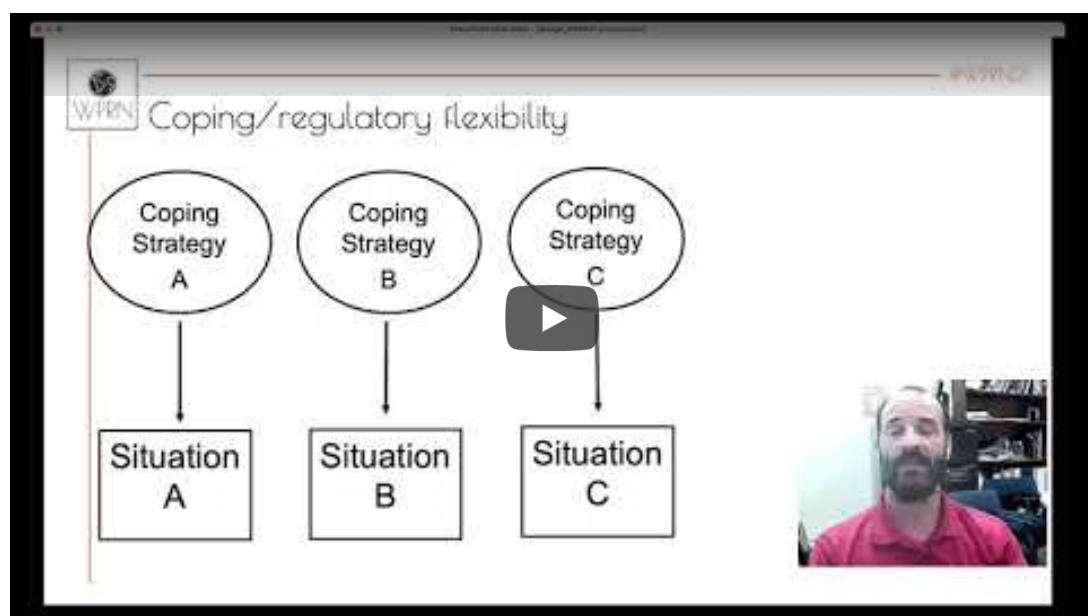 WPRN
Coping/regulatory flexibility
Coping
Strategy
A
Coping
Strategy
B
Coping
Strategy
C
Situation
A
Situation
B
Situation
C